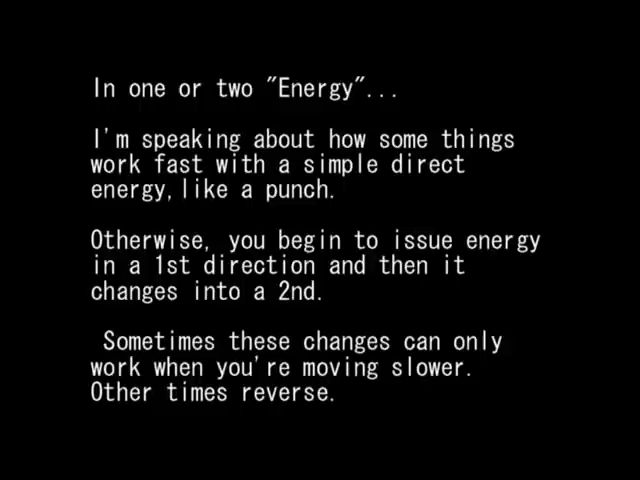 In one or two "Energy"...
I'm speaking about how some things
work fast with a simple direct
energy,like a punch.
Otherwise, you begin to issue energy
in a 1st direction and then it
changes into a 2nd.
Sometimes these changes can only
work when you're moving slower.
Other times reverse.